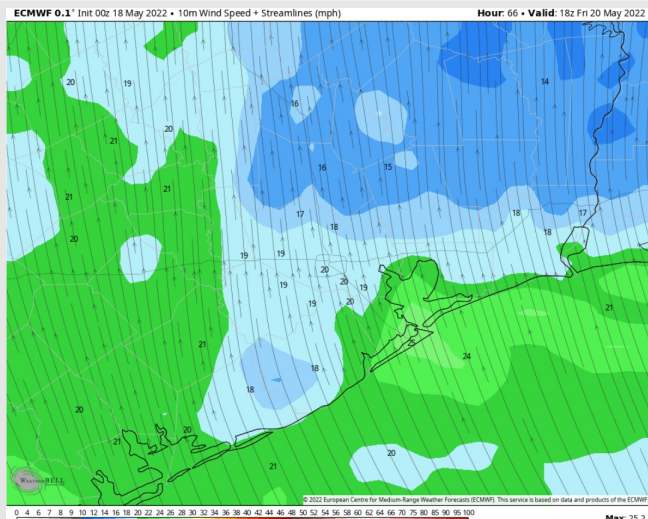 ECMWF 0.1° Init 00z 18 May 2022 • 10m Wind Speed + Streamlines (mph) Hour: 66 • Valid: 18z Fri 20 May 2022
20 19 16 14
20
21
16 15
21 21
17 18 17
18 18
20
19 19
20
19 20 19
19 20
21
21
25
24
18
18
20
20
21
20
21
WEATHERBELL
© 2022 European Centre for Medium-Range Weather Forecasts (ECMWF). This service is based on data and products of the ECMWF
0 4 6 7 8 9 10 12 14 16 18 20 22 24 26 28 30 32 34 36 38 40 42 44 46 48 50 52 54 56 58 60 65 70 75 80 85 90 95 100
Max: 25.2